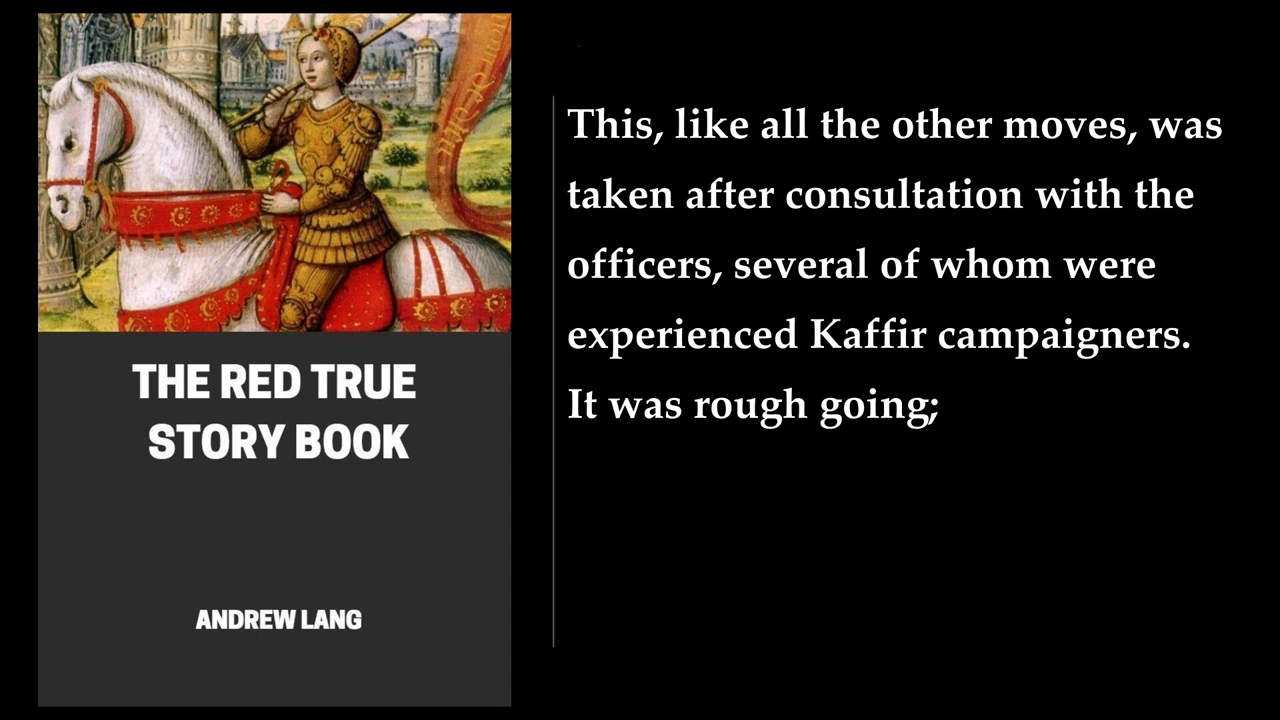 THE RED TRUE
STORY BOOK
ANDREW LANG
This, like all the other moves, was
taken after consultation with the
officers, several of whom were
experienced Kaffir campaigners.
It was rough going;